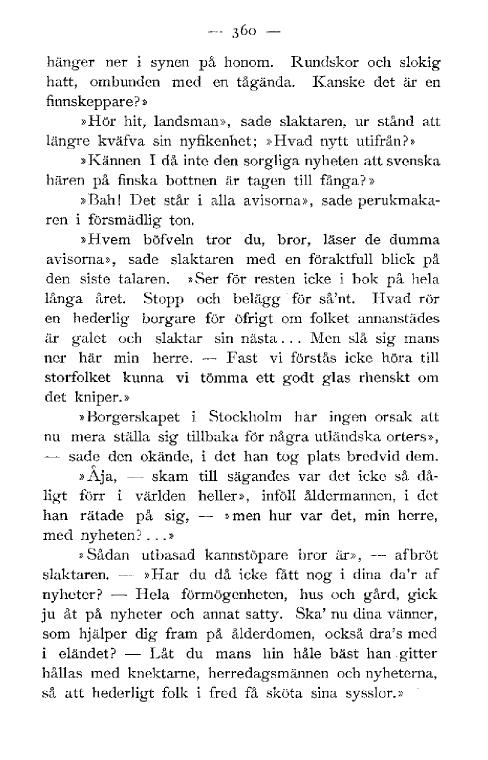 — 360 —
hänger ner i synen på honom. Rundskor och slokig
hatt, ombunden med en tågända. Kanske det är en
finnskeppare?»
»Hör hit, landsman», sade slaktaren, ur stånd att
längre kväfva sin nyfikenhet; »Hvad nytt utifrån?»
»Kännen I då inte den sorgliga nyheten att svenska
hären på finska bottnen är tagen till fånga?»
»Bah! Det står i alla avisorna», sade perukmaka-
ren i försmädlig ton.
»Hvem böfveln tror du, bror, läser de dumma
avisorna», sade slaktaren med en föraktfull blick på
den siste talaren. »Ser för resten icke i bok på hela
långa året. Stopp och belägg för så'nt. Hvad rör
en hederlig borgare för öfrigt om folket annanstädes
är galet och slaktar sin nästa... Men slå sig mans
ner här min herre. — Fast vi förstås icke höra till
storfolket kunna vi tömma ett godt glas rhenskt om
det kniper.»
»Borgerskapet i Stockholm har ingen orsak att
nu mera ställa sig tillbaka för några utländska orters»,
— sade den okände, i det han tog plats bredvid dem.
»Åja, — skam till sägandes var det icke så då-
ligt förr i världen heller», inföll åldermannen, i det
han rätade på sig, — »men hur var det, min herre,
med nyheten? . . .»
»Sådan utbasad kannstöpare bror är», — afbröt
slaktaren. — »Har du då icke fått nog i dina da'r af
nyheter? — Hela förmögenheten, hus och gård, gick
ju åt på nyheter och annat satty. Ska' nu dina vänner,
som hjälper dig fram på ålderdomen, också dra's med
i eländet? — Låt du mans hin håle bäst han gitter
hållas med knektarne, herredagsmännen och nyheterna,
så att hederligt folk i fred få sköta sina sysslor.»